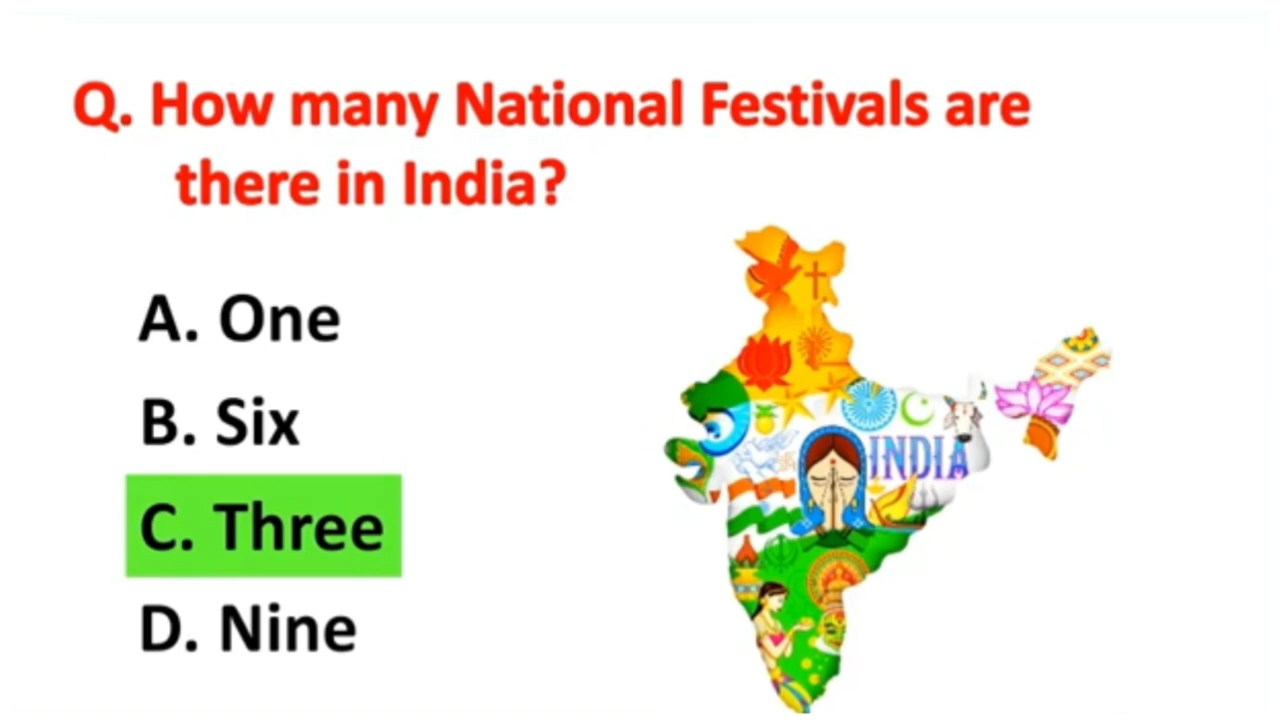 Q. How many National Festivals are
there in India?
A. One
B. Six
C. Three
D. Nine
INDIA